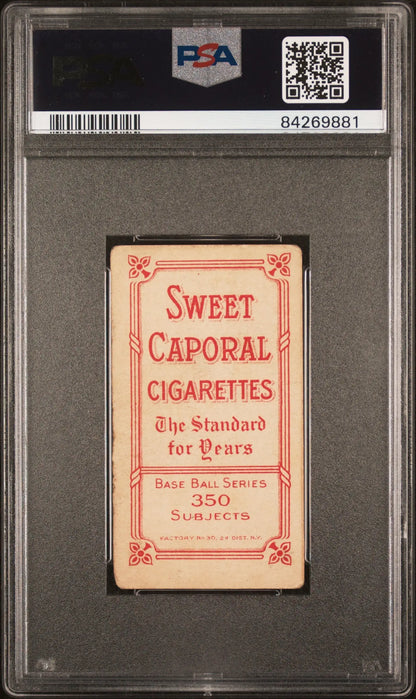 PSA
84269881
SWEET
CAPORAL
CIGARETTES
The Standard
for Years
BASE BALL SERIES
350
SUBJECTS
FACTORY No 30, 2d DIST. N.Y.